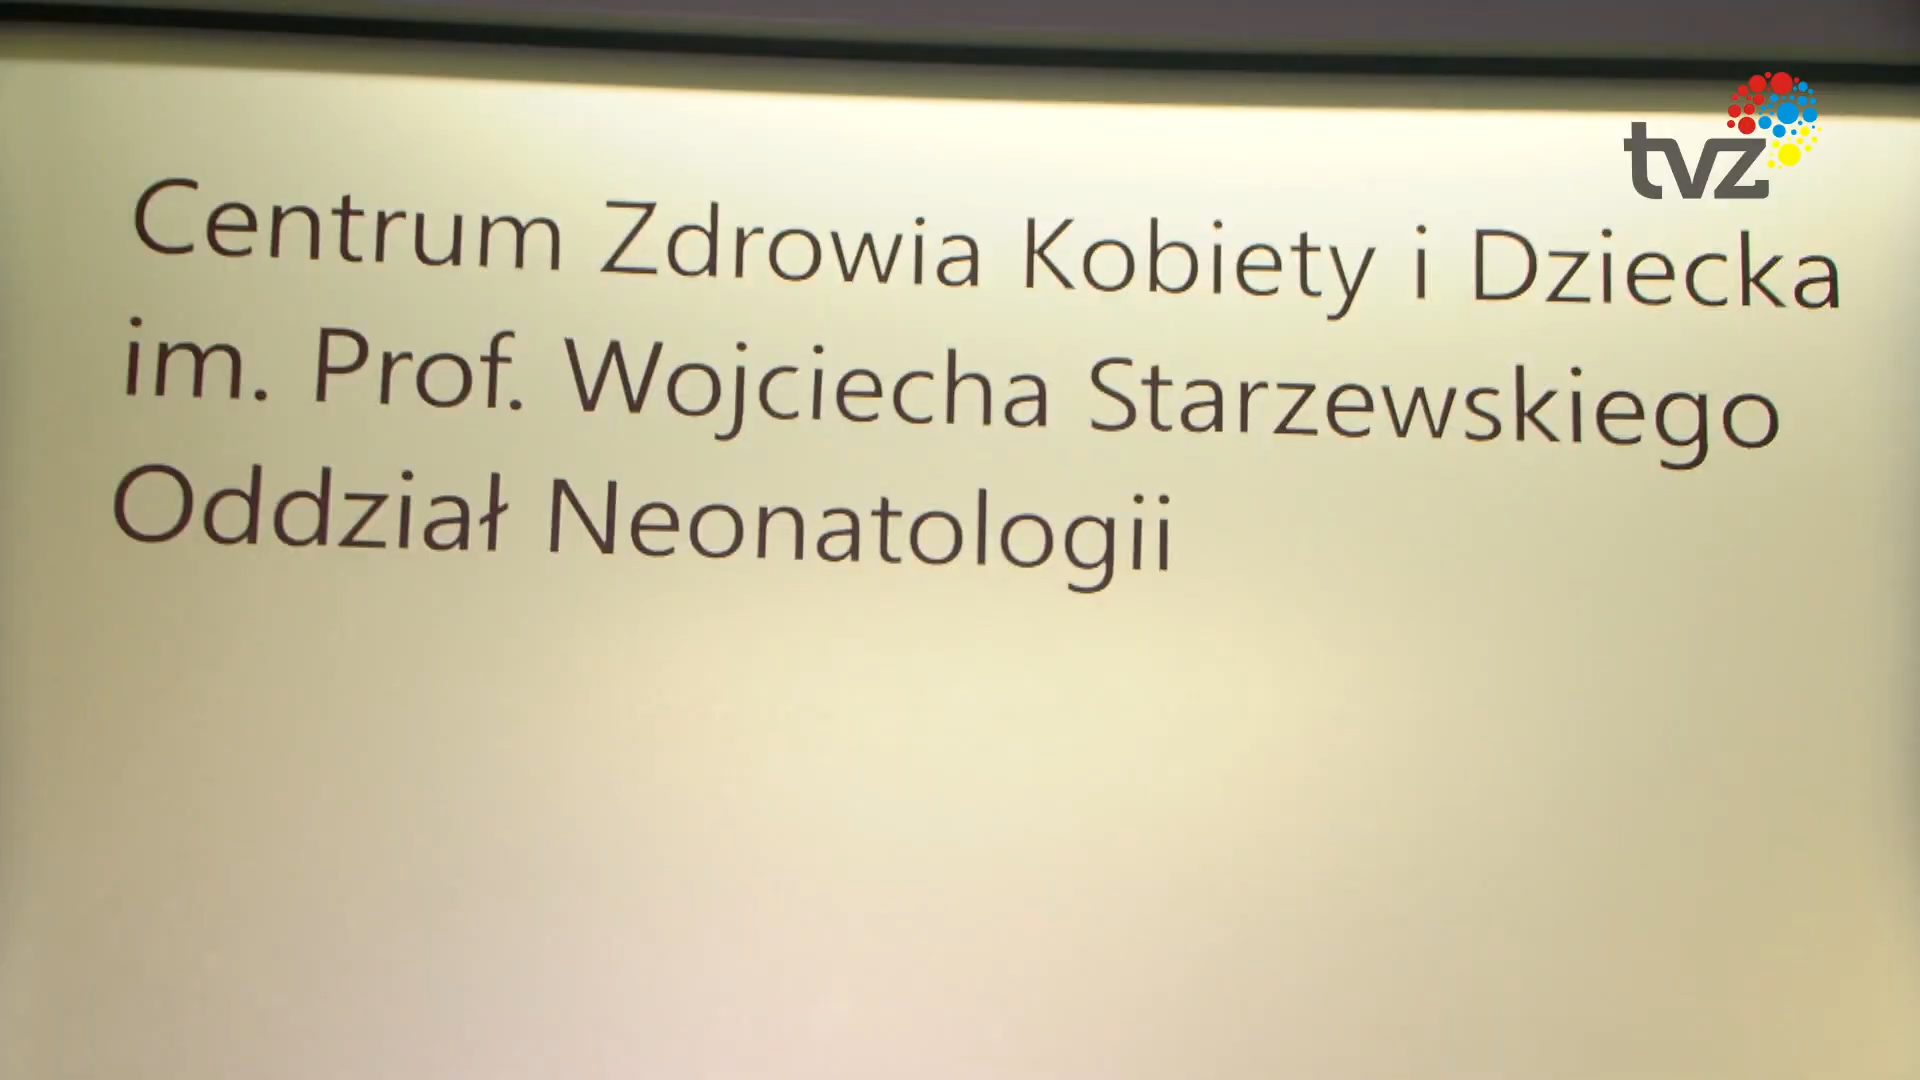 tvz
Centrum Zdrowia Kobiety i Dziecka
im. Prof. Wojciecha Starzewskiego
Oddział Neonatologii